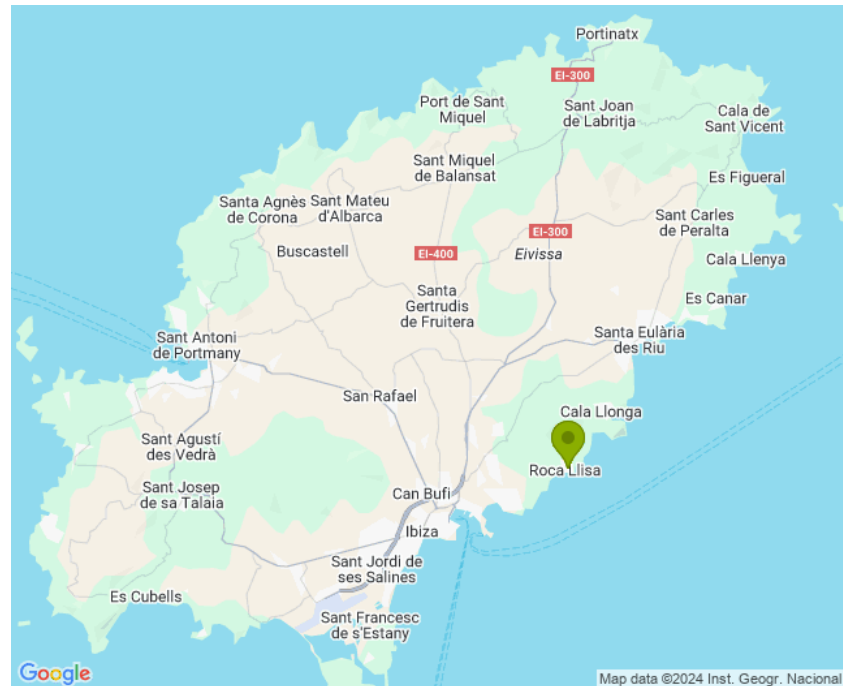 Portinatx
EI-300
Port de Sant
Miquel
Sant Joan
de Labritja
Cala de
Sant Vicent
Sant Miquel
de Balansat
Es Figueral
Santa Agnès
de Corona
Sant Mateu
d'Albarca
Sant Carles
de Peralta
EI-300
Buscastell
EI-400
Eivissa
Cala Llenya
Santa
Gertrudis
de Fruitera
Es Canar
Sant Antoni
de Portmany
Santa Eulària
des Riu
San Rafael
Cala Llonga
Sant Agustí
des Vedrà
Roca Llisa
Sant Josep
de sa Talaia
Can Bufi
Ibiza
Sant Jordi de
ses Salines
Es Cubells
Sant Francesc
de s'Estany
Google
Map data ©2024 Inst. Geogr. Nacional